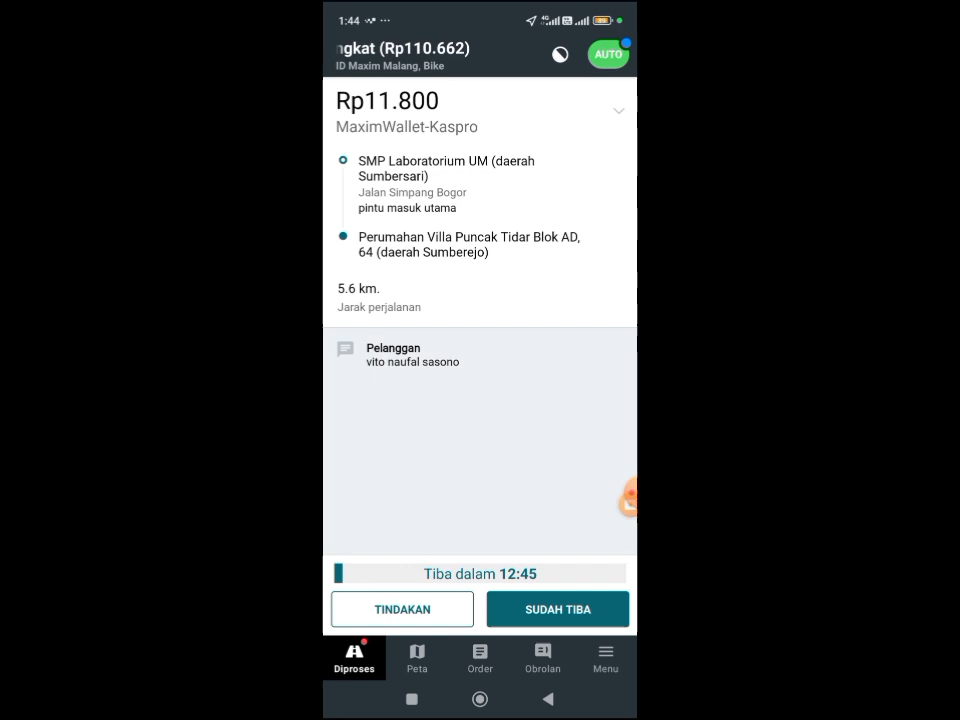 1:44
4G
ngkat (Rp110.662)
ID Maxim Malang, Bike
AUTO
Rp11.800
MaximWallet-Kaspro
SMP Laboratorium UM (daerah
Sumbersari)
Jalan Simpang Bogor
pintu masuk utama
Perumahan Villa Puncak Tidar Blok AD,
64 (daerah Sumberejo)
5.6 km.
Jarak perjalanan
Pelanggan
vito naufal sasono
Tiba dalam 12:45
TINDAKAN
SUDAH TIBA
Diproses
Peta
Order
Obrolan
Menu